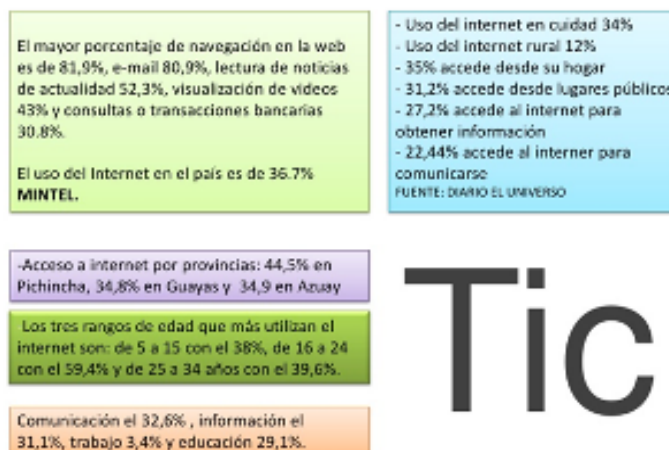 El mayor porcentaje de navegación en la web
es de 81,9%, e-mail 80,9%, lectura de noticias
de actualidad 52,3%, visualización de videos
43% y consultas o transacciones bancarias
30.8%.
El uso del Internet en el país es de 36.7%
MINTEL.
- Uso del internet en cuidad 34%
- Uso del internet rural 12%
- 35% accede desde su hogar
- 31,2% accede desde lugares públicos
- 27,2% accede al internet para
obtener información
- 22,44% accede al interner para
comunicarse
FUENTE: DIARIO EL UNIVERSO
-Acceso a internet por provincias: 44,5% en
Pichincha, 34,8% en Guayas y 34,9 en Azuay
Los tres rangos de edad que más utilizan el
internet son: de 5 a 15 con el 38%, de 16 a 24
con el 59,4% y de 25 a 34 años con el 39,6%.
Comunicación el 32,6% , información el
31,1%, trabajo 3,4% y educación 29,1%.
Tic